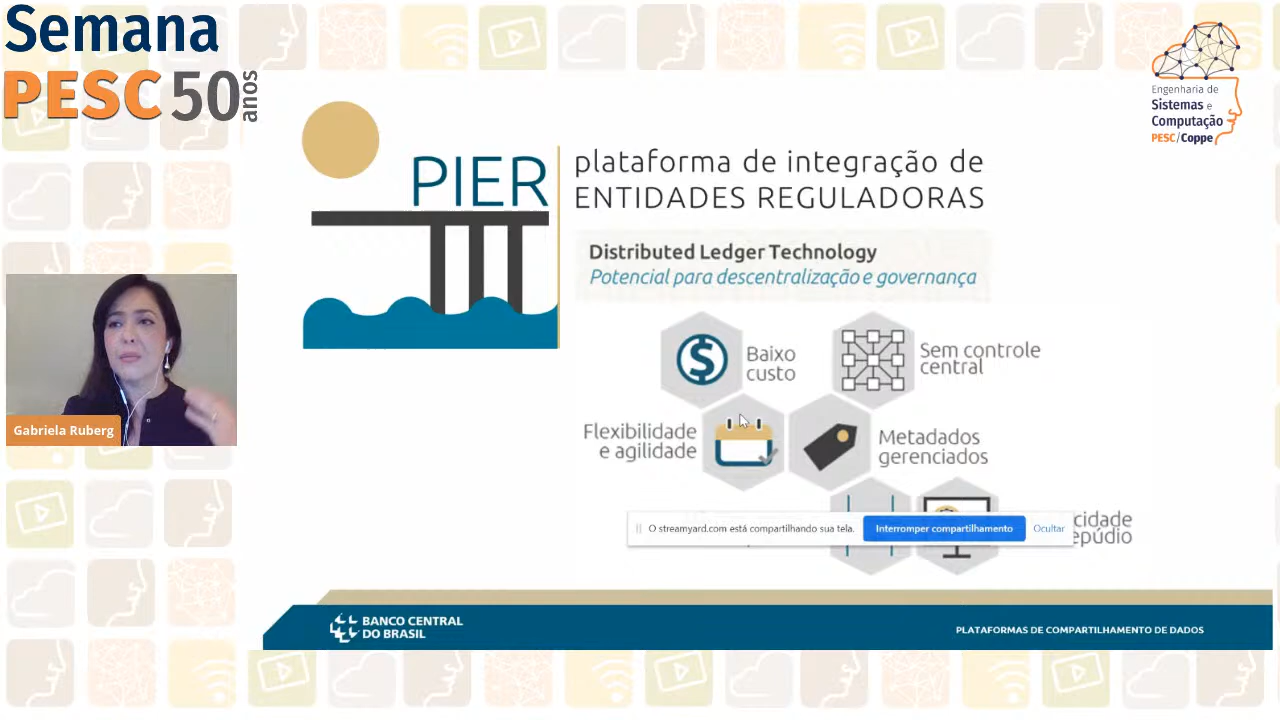 Semana
PESC 50 anos
Engenharia de
Sistemas e
Computação
PESC/Coppe
PIER
plataforma de integração de
ENTIDADES REGULADORAS
Distributed Ledger Technology
Potencial para descentralização e governança
Baixo
custo
Sem controle
central
Flexibilidade
e agilidade
Metadados
gerenciados
cidade
epúdio
O streamyard.com está compartilhando sua tela.
Interromper compartilhamento
Ocultar
Gabriela Ruberg
BANCO CENTRAL
DO BRASIL
PLATAFORMAS DE COMPARTILHAMENTO DE DADOS